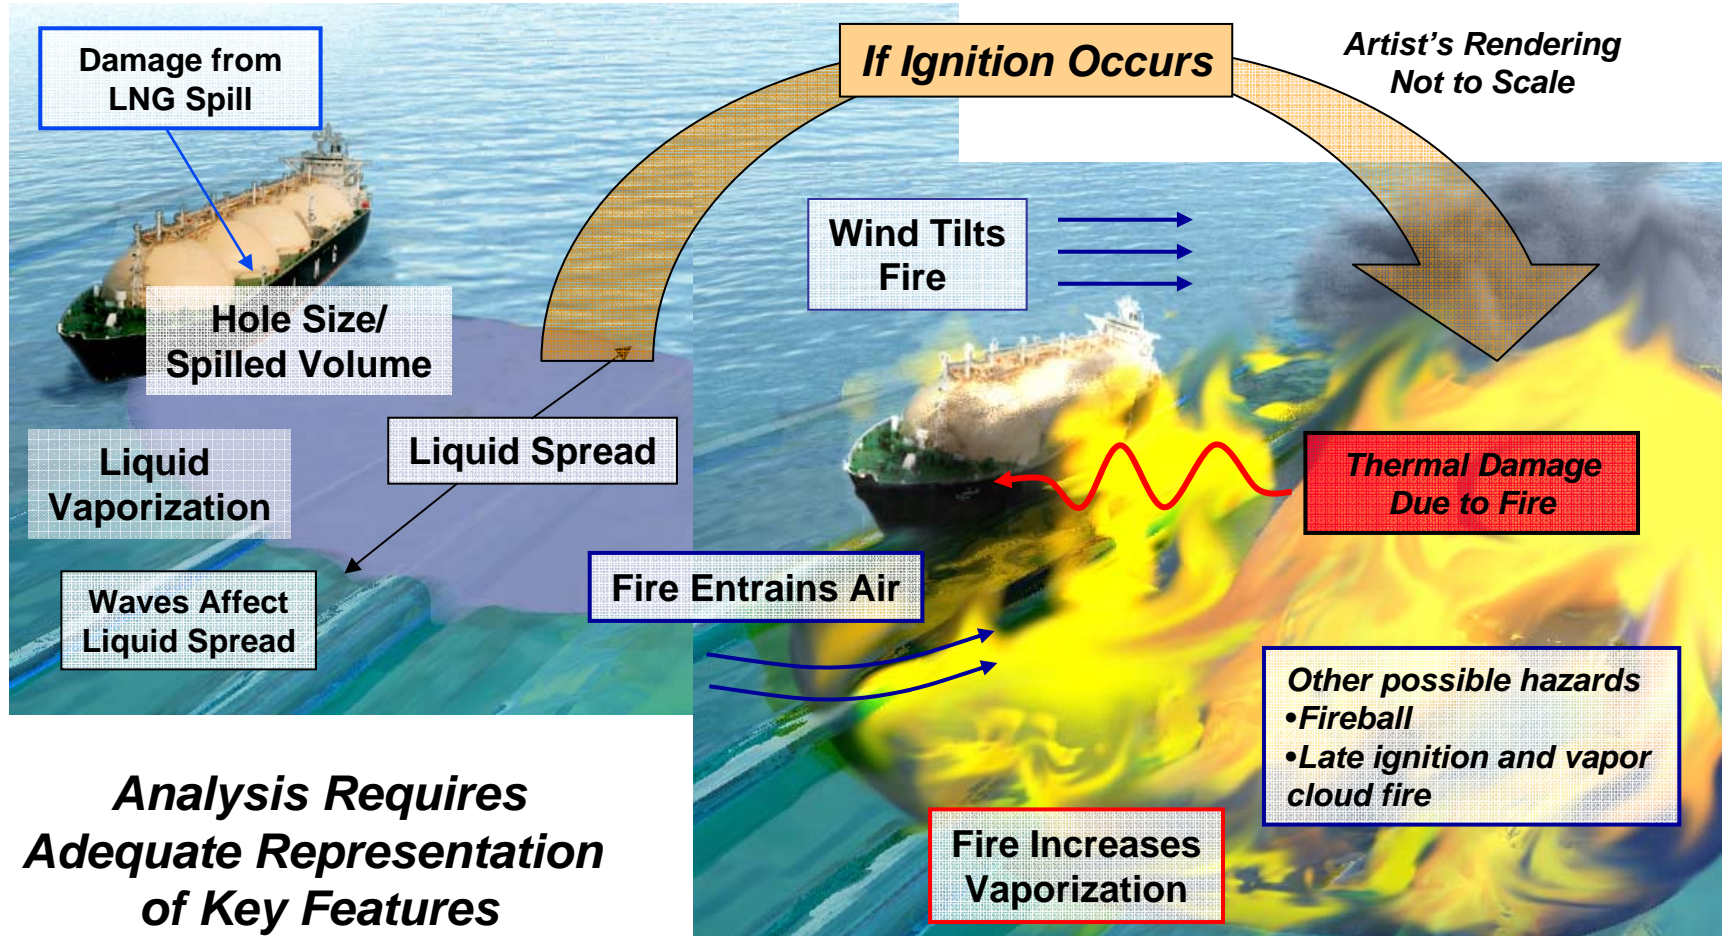 Damage from
LNG Spill
If Ignition Occurs
Artist's Rendering
Not to Scale
Wind Tilts
Fire
Hole Size/
Spilled Volume
Liquid Spread
Liquid
Vaporization
Thermal Damage
Due to Fire
Waves Affect
Liquid Spread
Fire Entrains Air
Other possible hazards
•Fireball
•Late ignition and vapor
cloud fire
Analysis Requires
Adequate Representation
of Key Features
Fire Increases
Vaporization